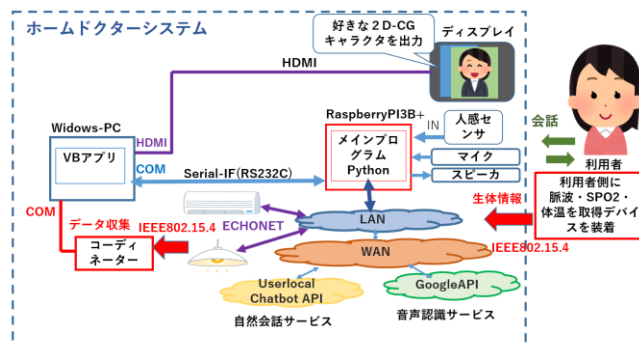 ホームドクターシステム
好きな２D-CG
キャラクタを出力
ディスプレイ
HDMI
RaspberryPI3B+
IN
人感セ
ンサ
会話
Widows-PC
HDMI
VBアプリ
COM
メインプ
ログラム
Python
マイク
スピーカ
利用者
Serial-IF(RS232C)
利用者側に
脈波・SPO2・
体温を取得デバイ
スを装着
生体情報
COM
データ収集
IEEE802.15.4
ECHONET
LAN
コーディ
ネーター
WAN
IEEE802.15.4
Userlocal
Chatbot API
GoogleAPI
自然会話サービス
音声認識サービス